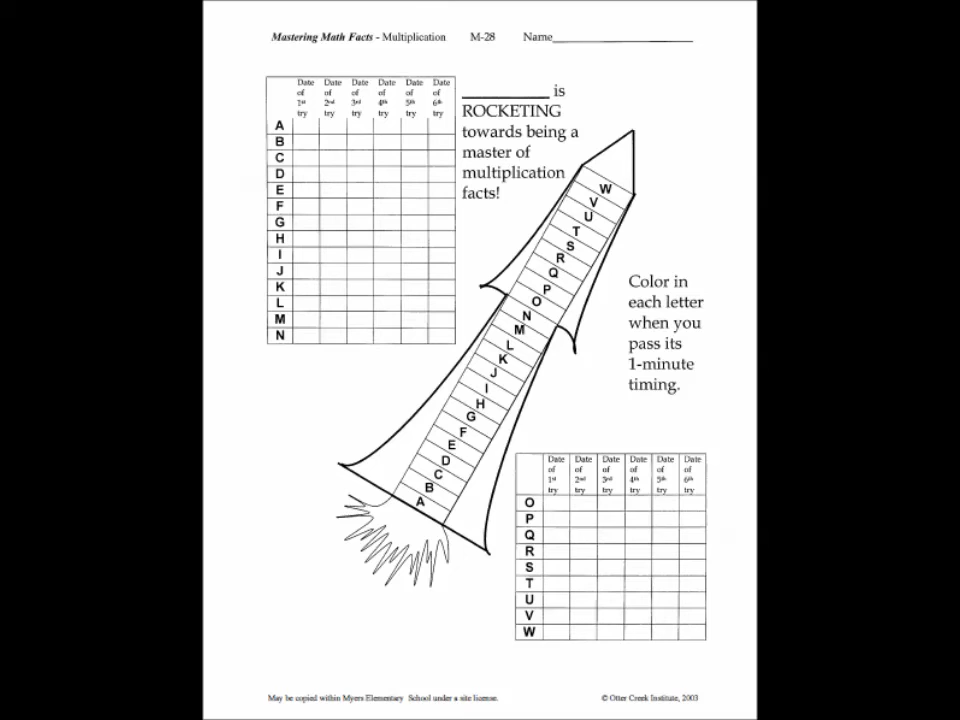 Mastering Math Facts - Multiplication M-28 Name
Date Date Date Date Date Date
of of of of of of
1st 2nd 3rd 4th 5th 6th
try try try try try try
A
B
C
D
E
F
G
H
I
J
K
L
M
N
is
ROCKETING
towards being a
master of
multiplication
facts!
W
V
U
T
S
R
Q
P
O
N
M
L
K
J
I
H
G
F
E
D
C
B
A
Color in
each letter
when you
pass its
1-minute
timing.
Date Date Date Date Date Date
of of of of of of
1st 2nd 3rd 4th 5th 6th
try try try try try try
O
P
Q
R
S
T
U
V
W
May be copied within Myers Elementary School under a site license.
© Otter Creek Institute, 2003